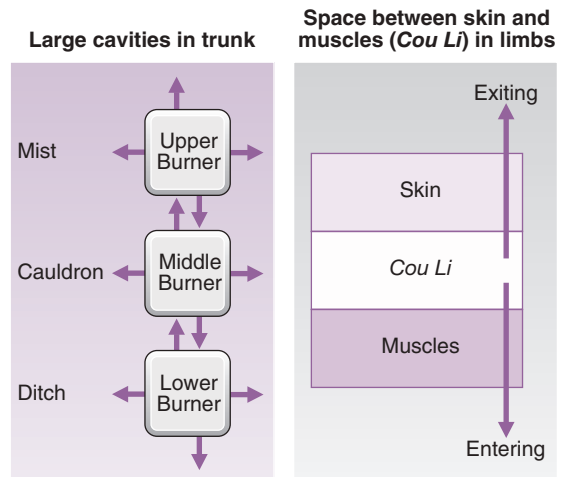 Large cavities in trunk
Mist
Upper
Burner
Cauldron
Middle
Burner
Ditch
Lower
Burner
Space between skin and
muscles (Cou Li) in limbs
Exiting
Skin
Cou Li
Muscles
Entering